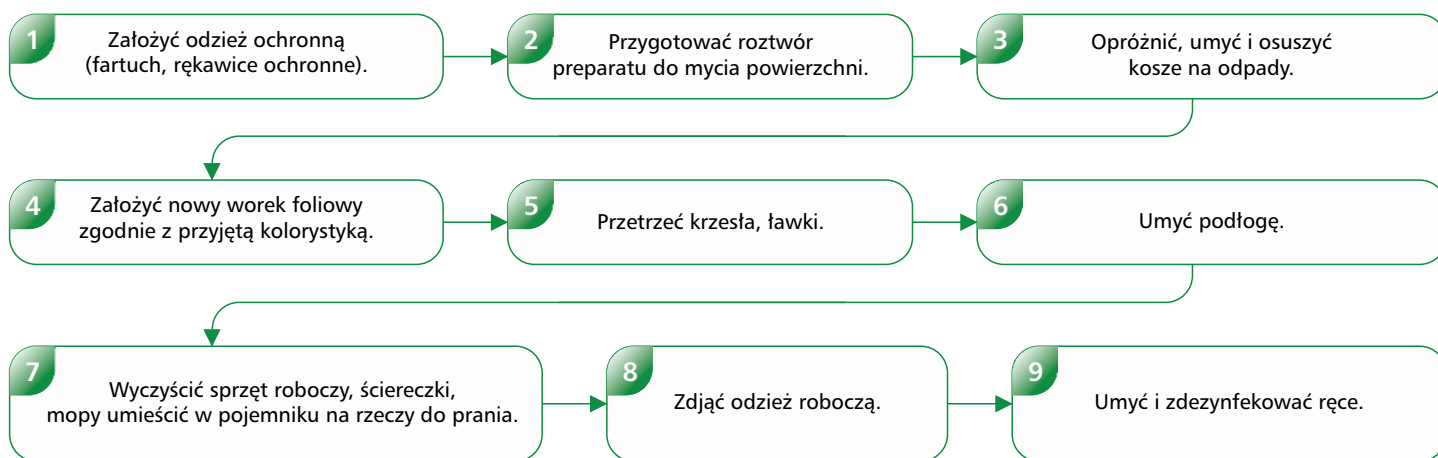 1
Założyć odzież ochronną
(fartuch, rękawice ochronne).
2
Przygotować roztwór
preparatu do mycia powierzchni.
3
Opróżnić, umyć i osuszyć
kosze na odpady.
4
Założyć nowy worek foliowy
zgodnie z przyjętą kolorystyką.
5
Przetrzeć krzesła, ławki.
6
Umyć podłogę.
7
Wyczyścić sprzęt roboczy, ściereczki,
mopy umieścić w pojemniku na rzeczy do prania.
8
Zdjąć odzież roboczą.
9
Umyć i zdezynfekować ręce.